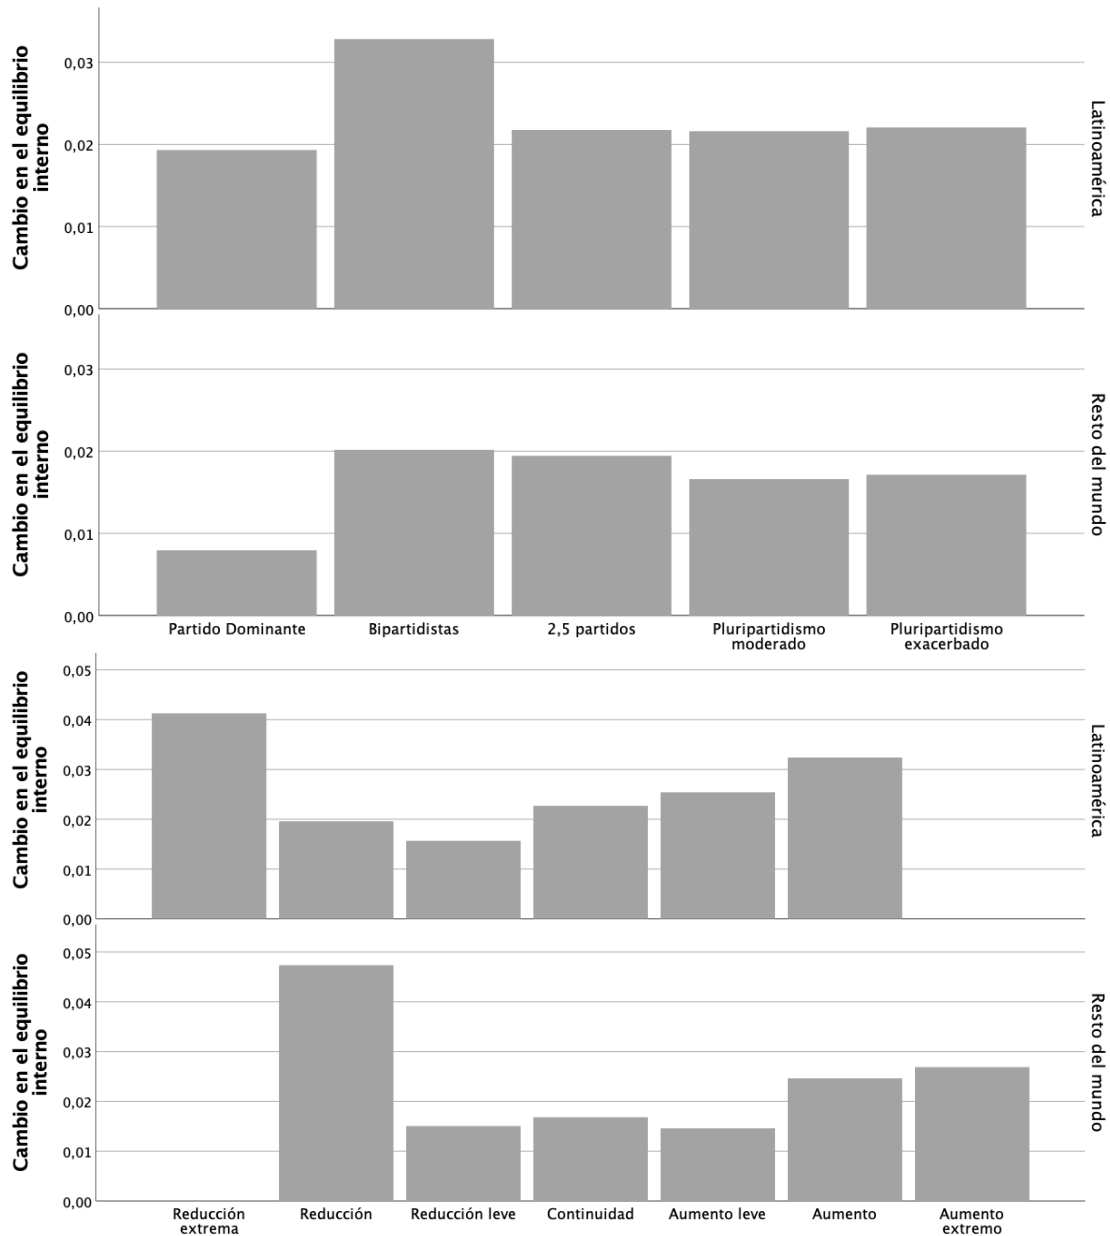 Cambio en el equilibrio
interno
0,03
0,02
0,01
0,00
Latinoamérica
Cambio en el equilibrio
interno
0,03
0,02
0,01
0,00
Resto del mundo
Partido Dominante
Bipartidistas
2,5 partidos
Pluripartidismo
moderado
Pluripartidismo
exacerbado
Cambio en el equilibrio
interno
0,05
0,04
0,03
0,02
0,01
0,00
Latinoamérica
Cambio en el equilibrio
interno
0,05
0,04
0,03
0,02
0,01
0,00
Resto del mundo
Reducción
extrema
Reducción
Reducción leve
Continuidad
Aumento leve
Aumento
Aumento
extremo